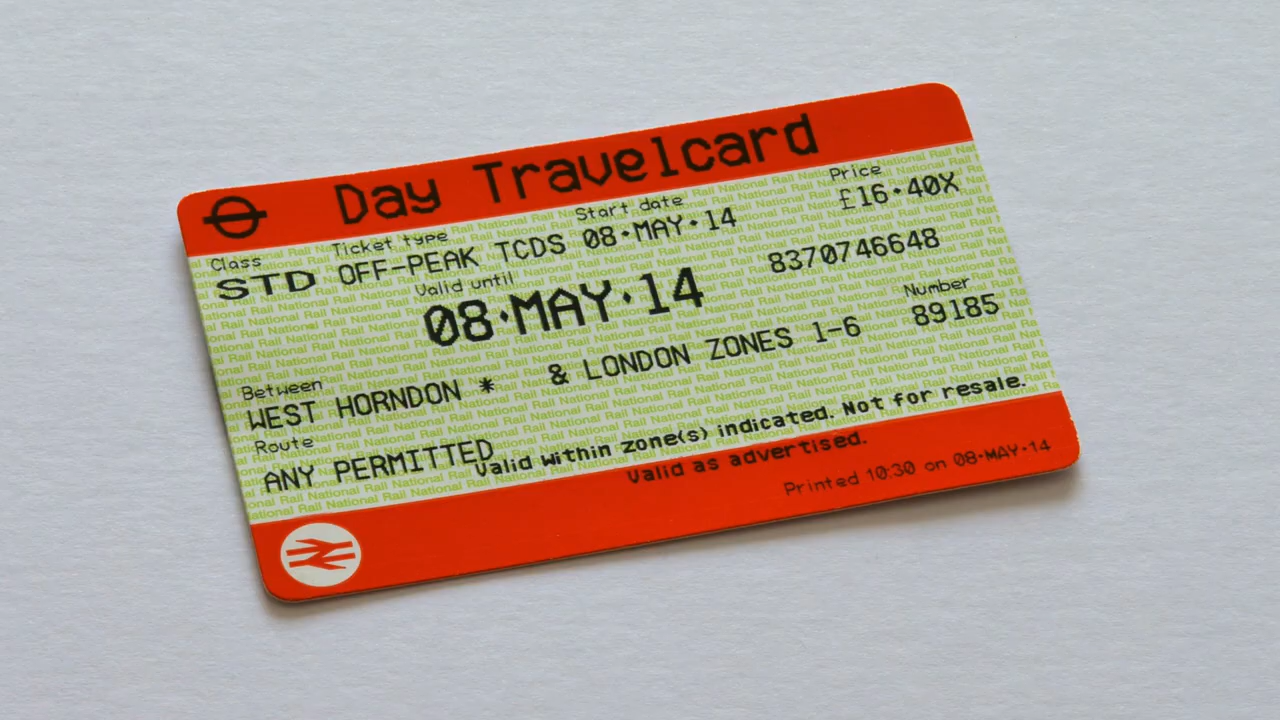 Day Travelcard
Class Ticket type Start date Price
STD OFF-PEAK TCDS 08·MAY·14 £16·40X
Valid until
08·MAY·14 8370746648
Number
Between & LONDON ZONES 1-6 89185
WEST HORNDON *
Route
ANY PERMITTED Valid within zone(s) indicated. Not for resale.
Valid as advertised.
Printed 10:30 on 08·MAY·14